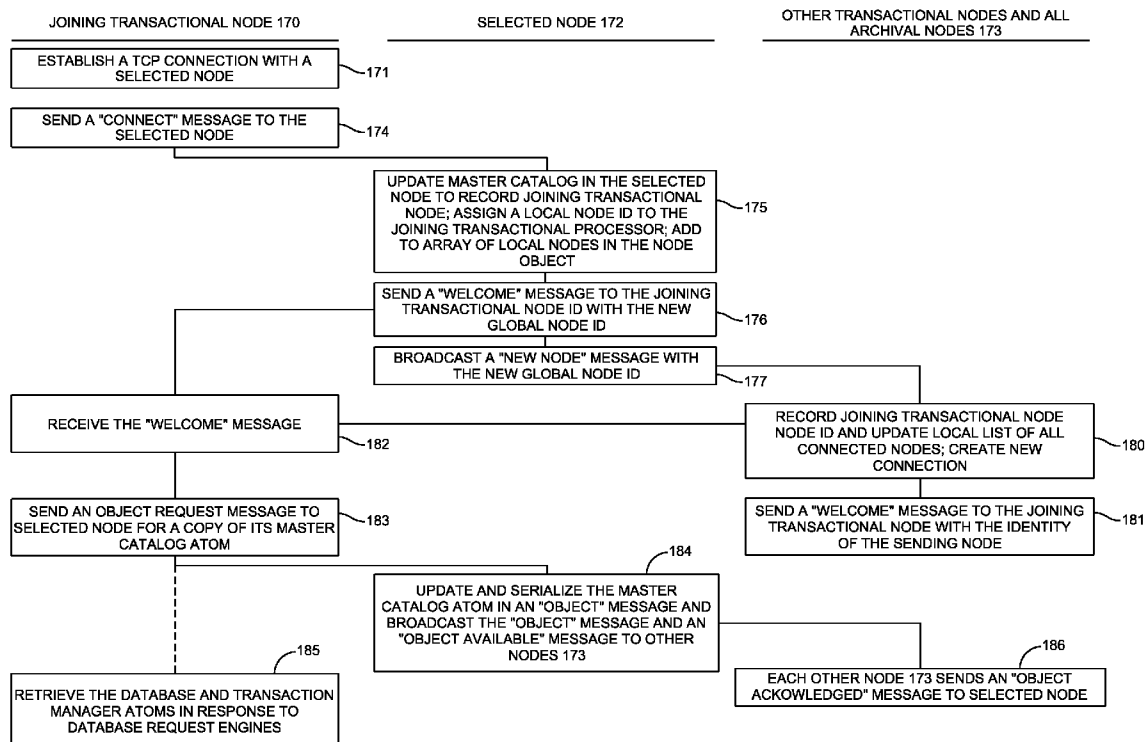 JOINING TRANSACTIONAL NODE 170
SELECTED NODE 172
OTHER TRANSACTIONAL NODES AND ALL
ARCHIVAL NODES 173
ESTABLISH A TCP CONNECTION WITH A
SELECTED NODE
171
SEND A "CONNECT" MESSAGE TO THE
SELECTED NODE
174
UPDATE MASTER CATALOG IN THE SELECTED
NODE TO RECORD JOINING TRANSACTIONAL
NODE; ASSIGN A LOCAL NODE ID TO THE
JOINING TRANSACTIONAL PROCESSOR; ADD
TO ARRAY OF LOCAL NODES IN THE NODE
OBJECT
175
SEND A "WELCOME" MESSAGE TO THE JOINING
TRANSACTIONAL NODE ID WITH THE NEW
GLOBAL NODE ID
176
BROADCAST A "NEW NODE" MESSAGE WITH
THE NEW GLOBAL NODE ID
177
RECEIVE THE "WELCOME" MESSAGE
182
RECORD JOINING TRANSACTIONAL NODE
NODE ID AND UPDATE LOCAL LIST OF ALL
CONNECTED NODES; CREATE NEW
CONNECTION
180
SEND AN OBJECT REQUEST MESSAGE TO
SELECTED NODE FOR A COPY OF ITS MASTER
CATALOG ATOM
183
SEND A "WELCOME" MESSAGE TO THE JOINING
TRANSACTIONAL NODE WITH THE IDENTITY
OF THE SENDING NODE
181
184
UPDATE AND SERIALIZE THE MASTER
CATALOG ATOM IN AN "OBJECT" MESSAGE AND
BROADCAST THE "OBJECT" MESSAGE AND AN
"OBJECT AVAILABLE" MESSAGE TO OTHER
NODES 173
185
RETRIEVE THE DATABASE AND TRANSACTION
MANAGER ATOMS IN RESPONSE TO
DATABASE REQUEST ENGINES
186
EACH OTHER NODE 173 SENDS AN "OBJECT
ACKOWLEDGED" MESSAGE TO SELECTED NODE